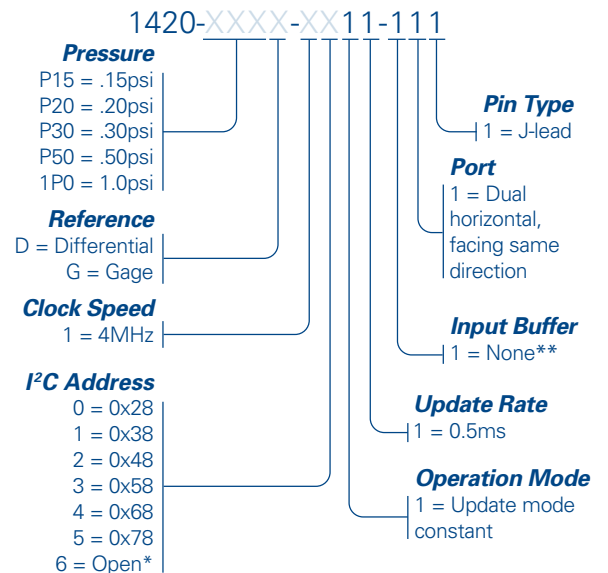 1420-XXXX-XX11-111
Pressure
P15 = .15psi
P20 = .20psi
P30 = .30psi
P50 = .50psi
1P0 = 1.0psi
Reference
D = Differential
G = Gage
Clock Speed
1 = 4MHz
I²C Address
0 = 0x28
1 = 0x38
2 = 0x48
3 = 0x58
4 = 0x68
5 = 0x78
6 = Open*
Pin Type
1 = J-lead
Port
1 = Dual
horizontal,
facing same
direction
Input Buffer
1 = None**
Update Rate
1 = 0.5ms
Operation Mode
1 = Update mode
constant